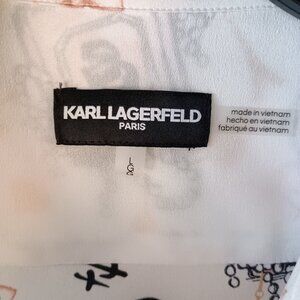 KARL LAGERFELD
PARIS
made in vietnam
hecho en vietnam
fabriqué au vietnam
L
G